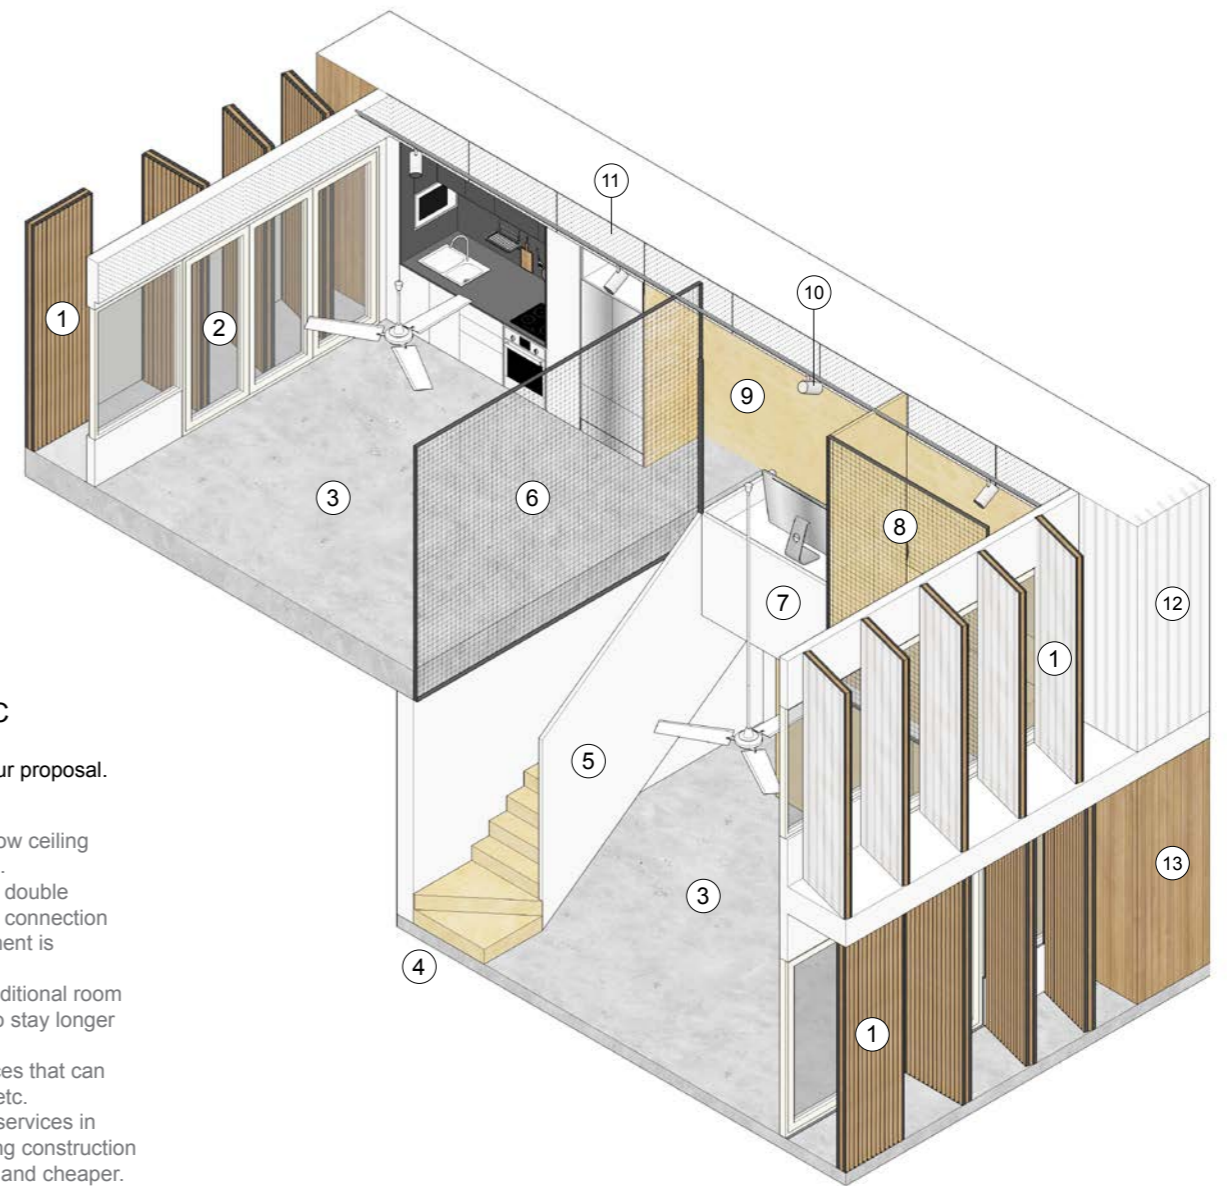 11
10
1
2
9
3
6
8
7
12
1
5
13
3
4
1
C
ur proposal.
ow ceiling
.
double
connection
nent is
ditional room
o stay longer
ces that can
etc.
services in
ng construction
and cheaper.